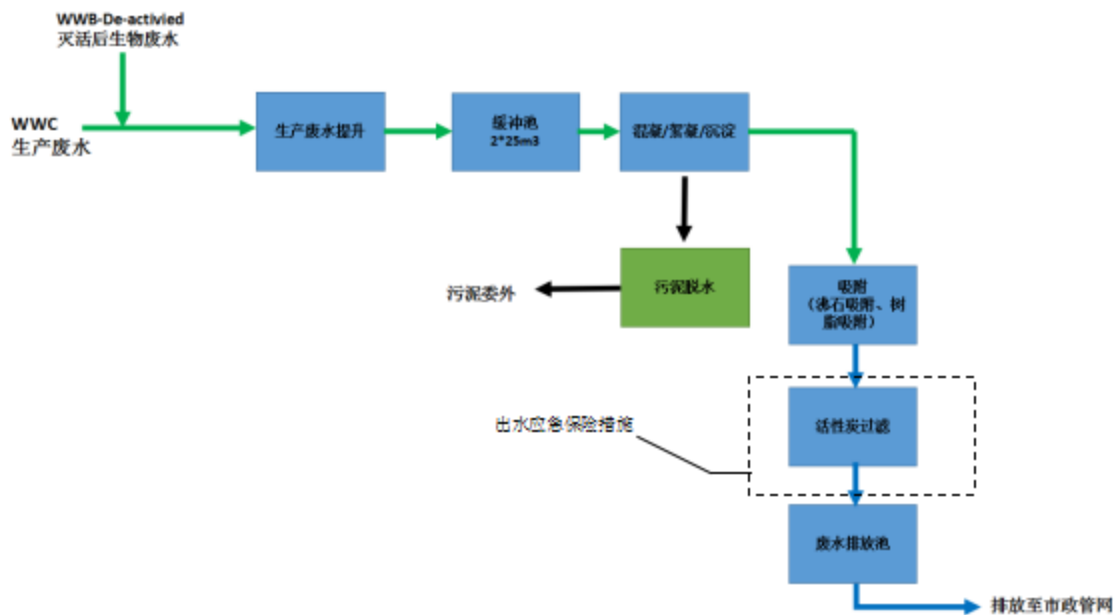 WWB-De-activied
灭活后生物废水
WWC
生产废水
生产废水提升
缓冲池
2*25m3
混凝/絮凝/沉淀
污泥脱水
污泥委外
吸附
（沸石吸附、树
脂吸附）
出水应急保险措施
活性炭过滤
废水排放池
排放至市政管网